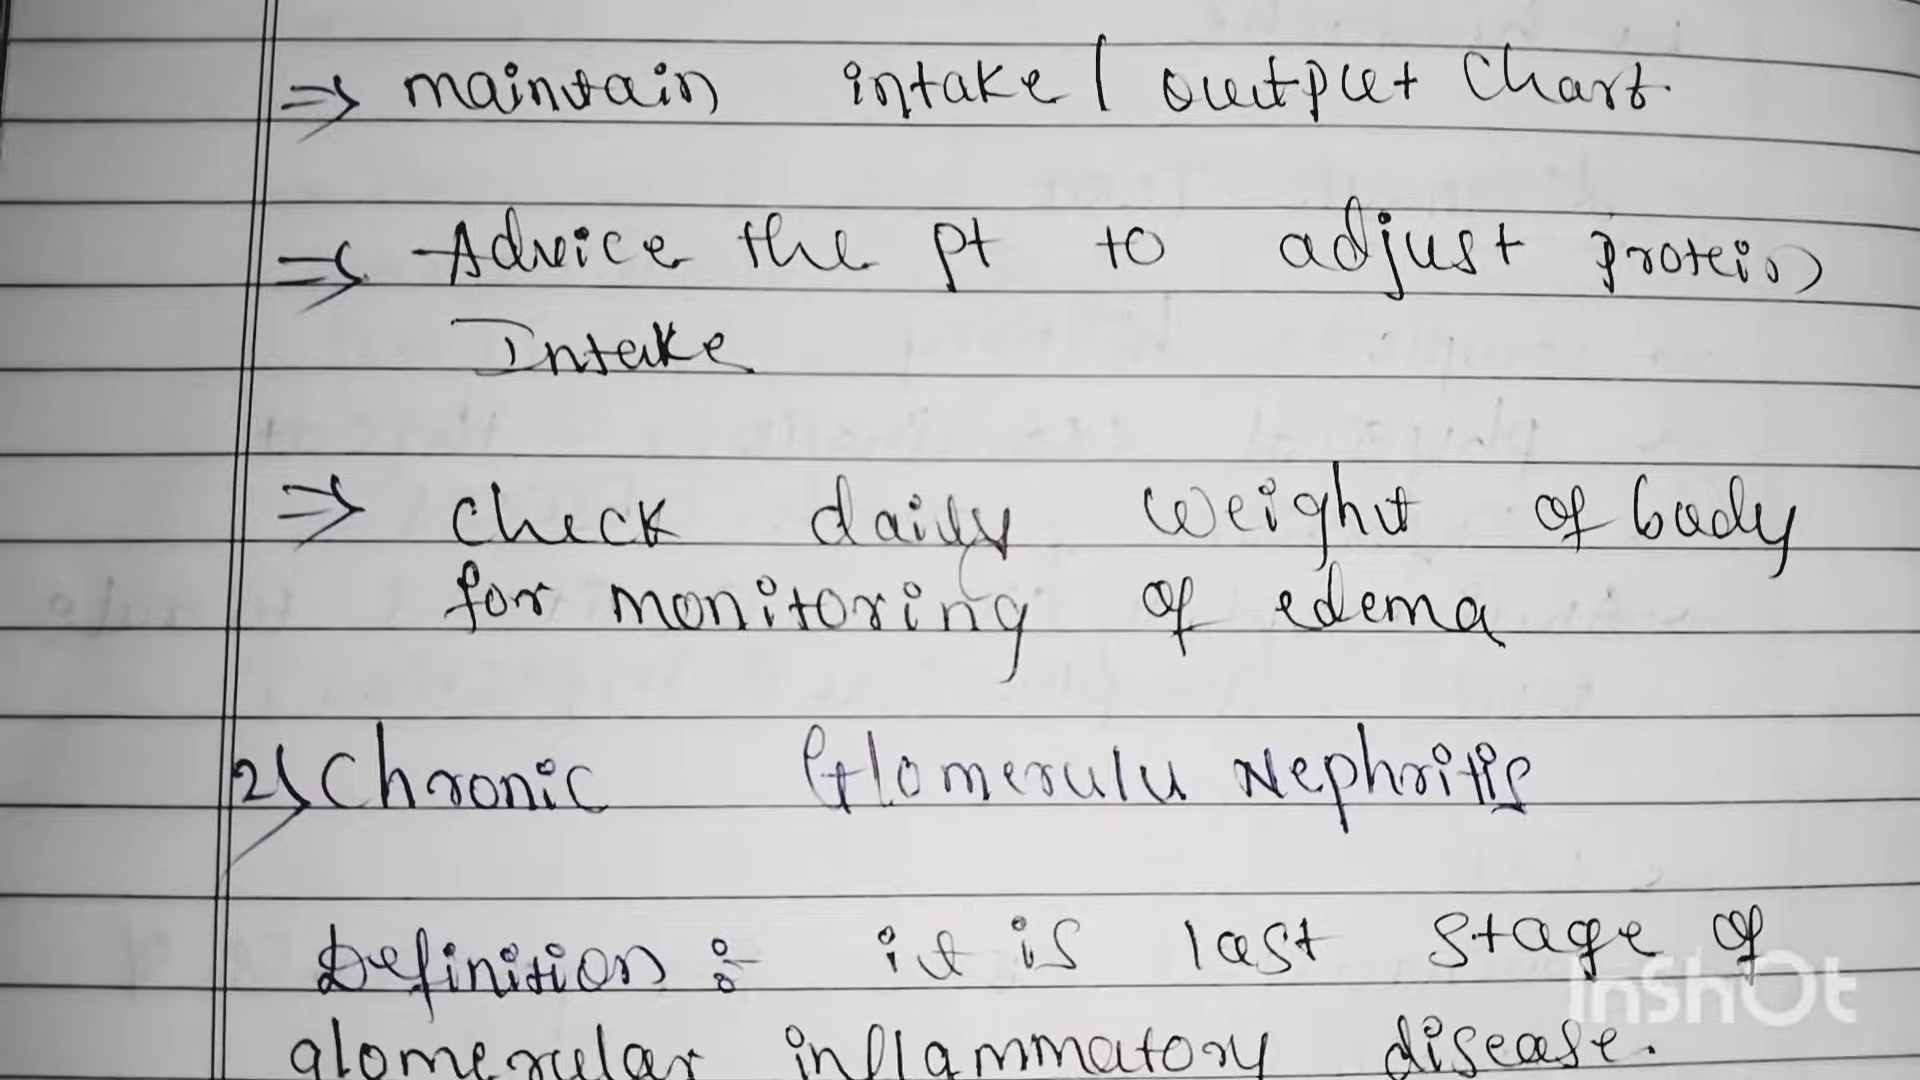 ⇒ maintain intake / output chart.
⇒ Advice the pt to adjust protein
Intake
⇒ check daily weight of body
for monitoring of edema
2) Chronic Glomerulu Nephritis
Definition :- it is last stage of
glomerular inflammatory disease.
InShOt